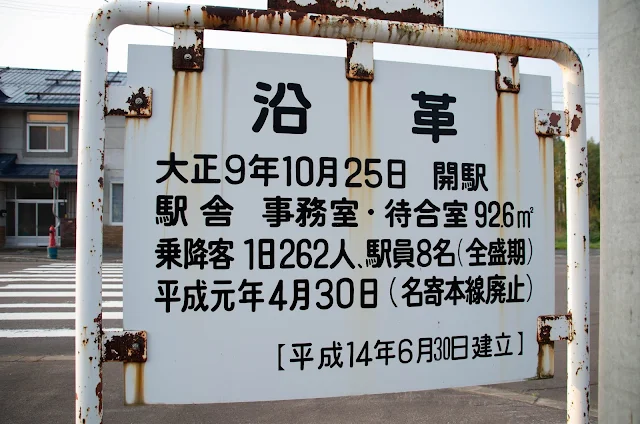 沿革
大正9年10月25日 開駅
駅舎 事務室・待合室 92.6㎡
乗降客 1日262人、駅員8名(全盛期)
平成元年4月30日(名寄本線廃止)
【平成14年6月30日建立】